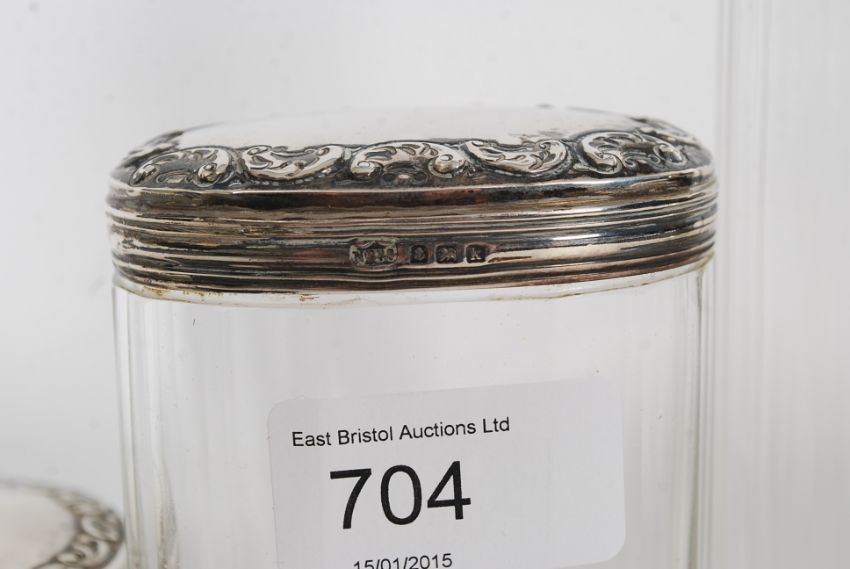 East Bristol Auctions Ltd
704
15/01/2015